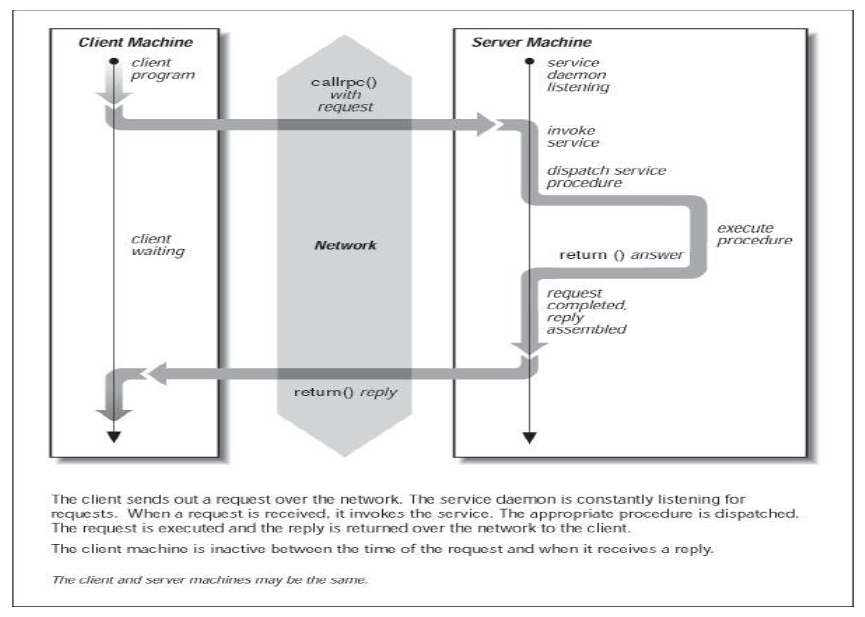 Client Machine
client
program
callrpc()
with
request
Server Machine
service
daemon
listening
invoke
service
dispatch service
procedure
client
waiting
Network
execute
procedure
return () answer
request
completed,
reply
assembled
return() reply
The client sends out a request over the network. The service daemon is constantly listening for
requests. When a request is received, it invokes the service. The appropriate procedure is dispatched.
The request is executed and the reply is returned over the network to the client.
The client machine is inactive between the time of the request and when it receives a reply.
The client and server machines may be the same.